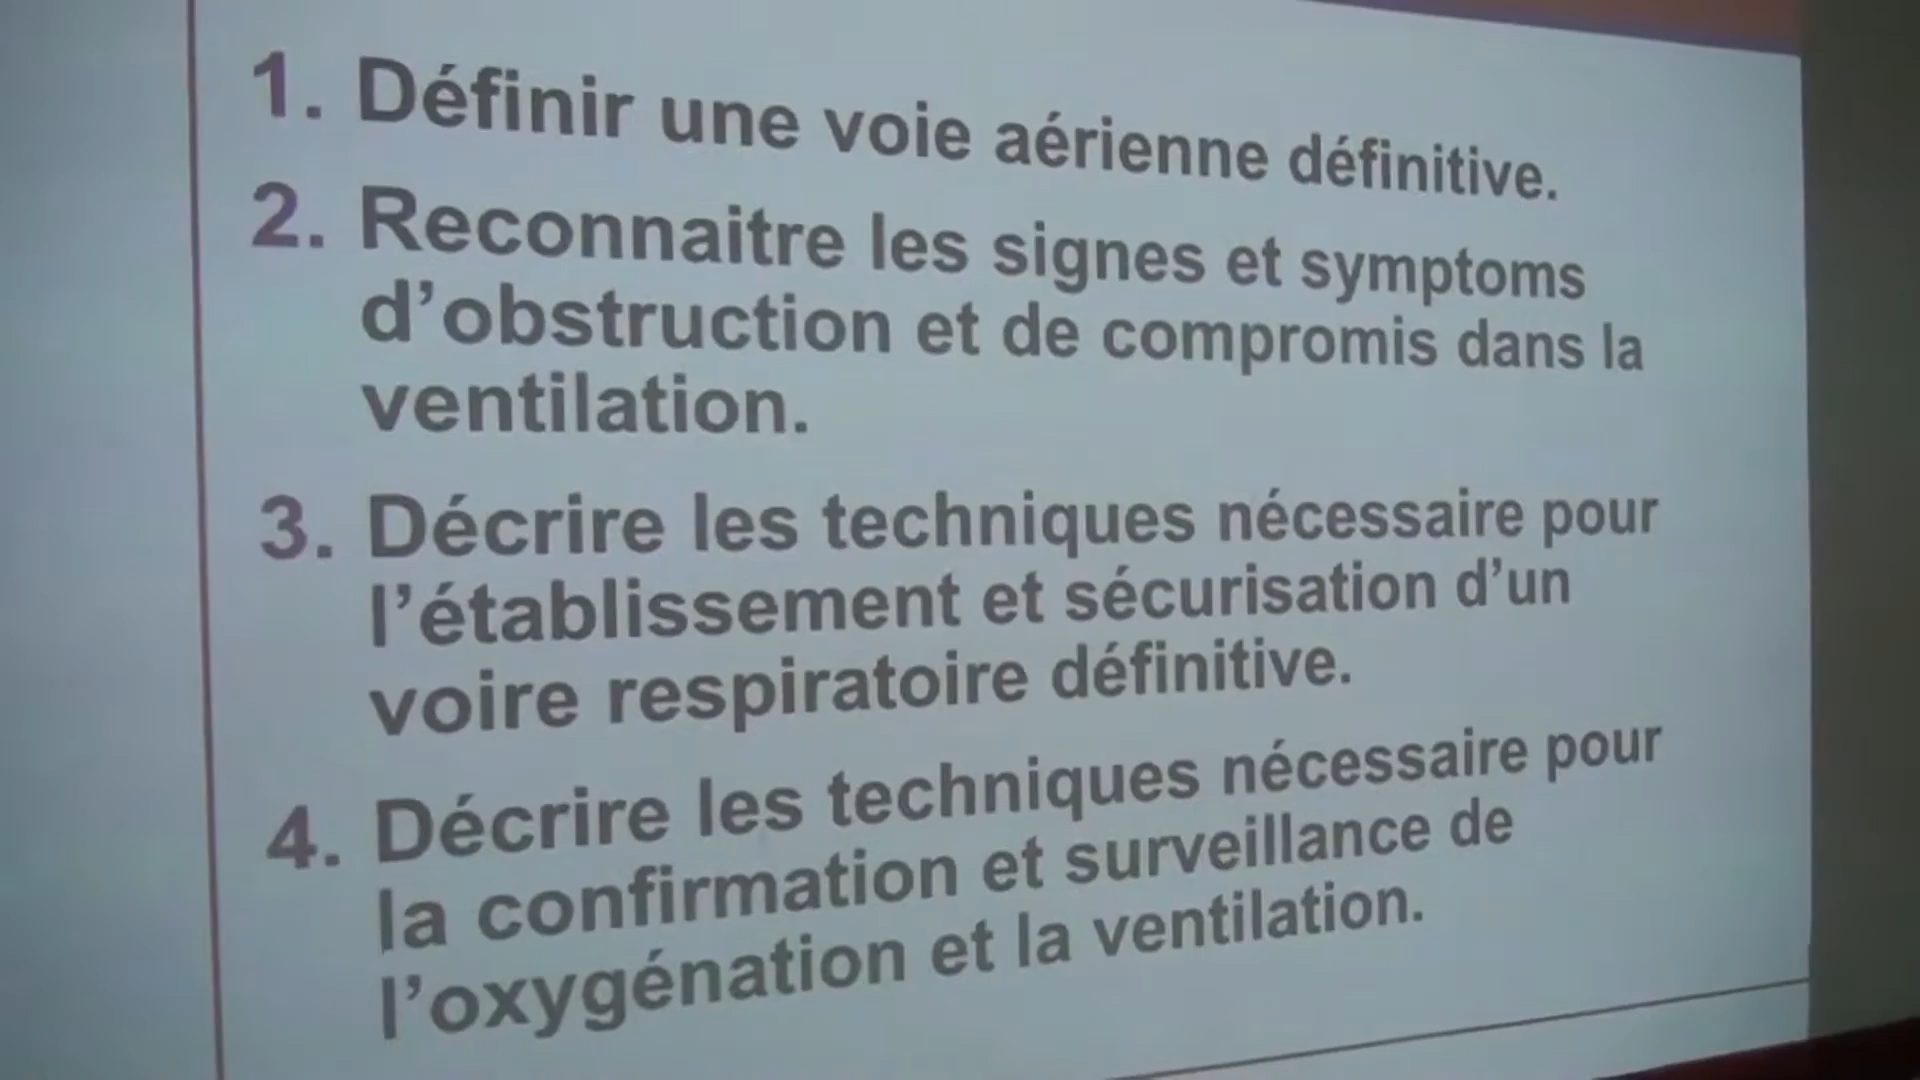 1. Définir une voie aérienne définitive.
2. Reconnaitre les signes et symptoms
d’obstruction et de compromis dans la
ventilation.
3. Décrire les techniques nécessaire pour
l’établissement et sécurisation d’un
voire respiratoire définitive.
4. Décrire les techniques nécessaire pour
la confirmation et surveillance de
l’oxygénation et la ventilation.